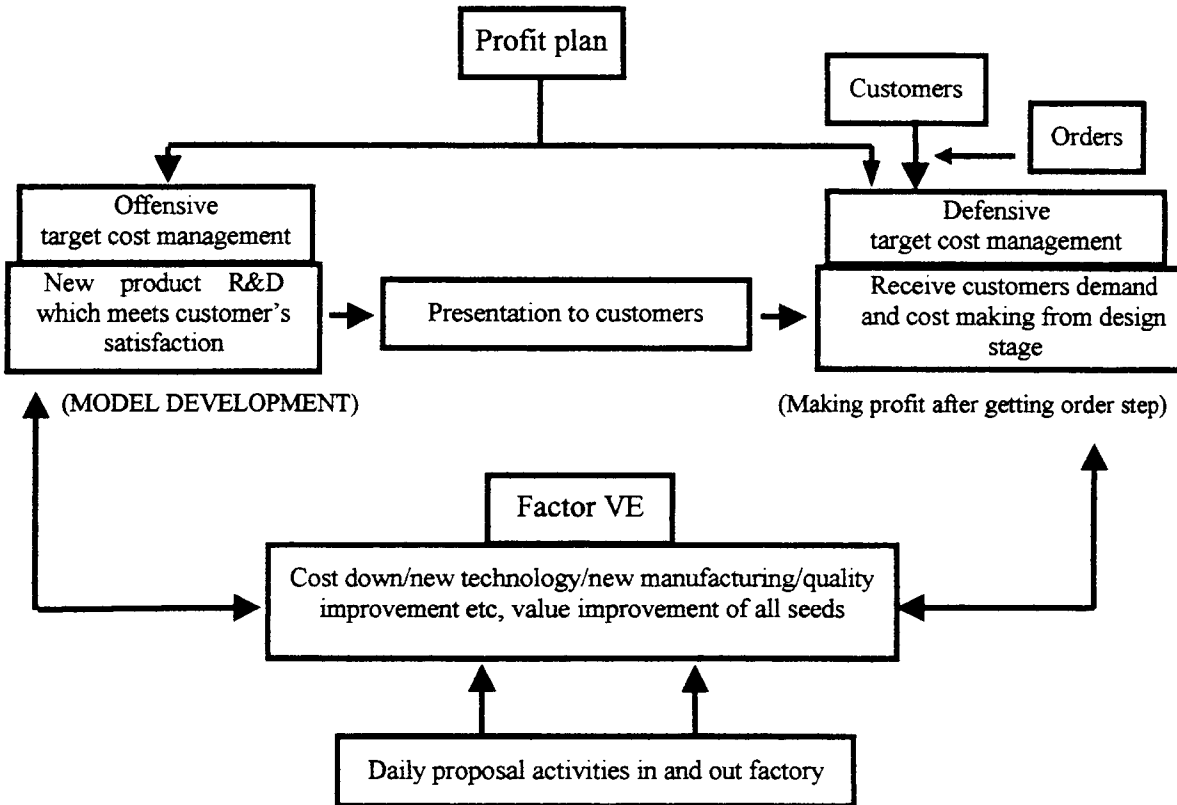 Profit plan
Customers
Orders
Offensive
target cost management
Defensive
target cost management
New product R&D
which meets customer's
satisfaction
Presentation to customers
Receive customers demand
and cost making from design
stage
(MODEL DEVELOPMENT)
(Making profit after getting order step)
Factor VE
Cost down/new technology/new manufacturing/quality
improvement etc, value improvement of all seeds
Daily proposal activities in and out factory